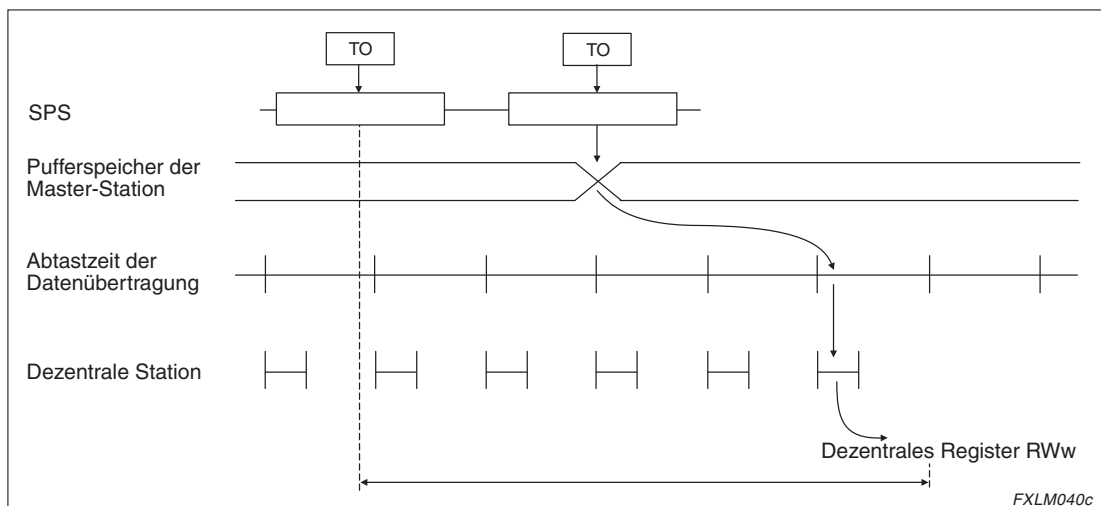 TO
TO
SPS
Pufferspeicher der
Master-Station
Abtastzeit der
Datenübertragung
Dezentrale Station
Dezentrales Register RWw
FXLM040c